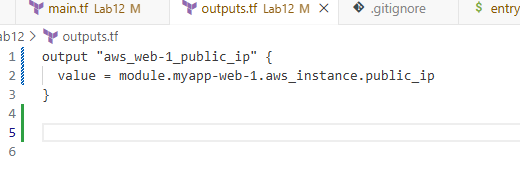 main.tf Lab12 M outputs.tf Lab12 M .gitignore $ entry
ab12 > outputs.tf
1 output "aws_web-1_public_ip" {
2 value = module.myapp-web-1.aws_instance.public_ip
3 }
4
5
6